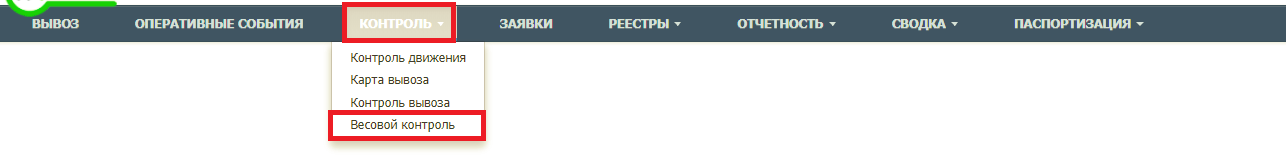 ВЫВОЗ ОПЕРАТИВНЫЕ СОБЫТИЯ КОНТРОЛЬ ЗАЯВКИ РЕЕСТРЫ ОТЧЕТНОСТЬ СВОДКА ПАСПОРТИЗАЦИЯ
Контроль движения
Карта вывоза
Контроль вывоза
Весовой контроль